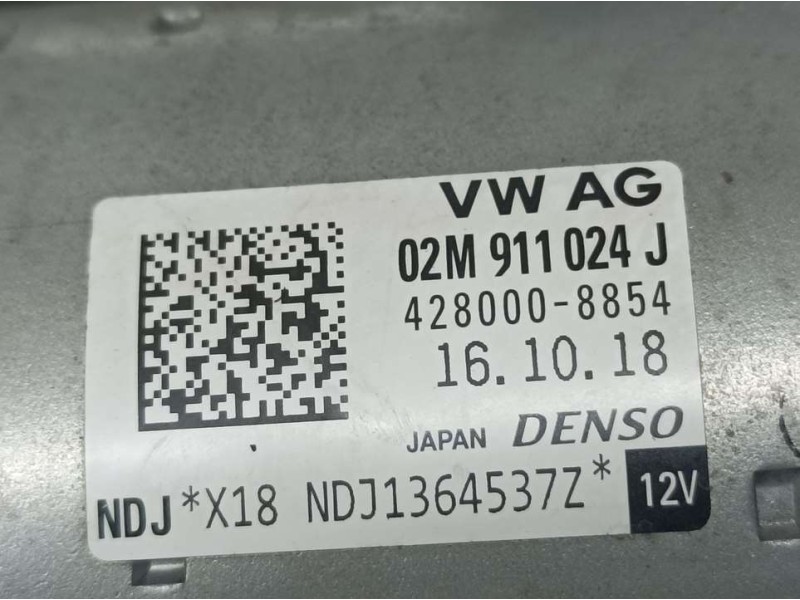 VW AG
02M 911 024 J
428000-8854
16.10.18
JAPAN DENSO
NDJ *X18 NDJ1364537Z* 12V